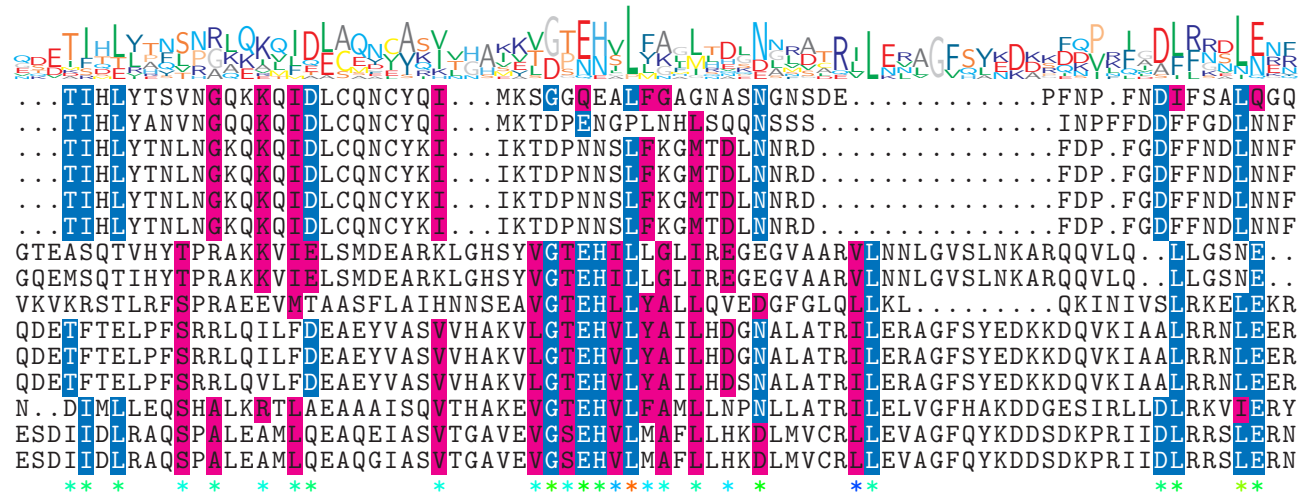 ...TIHLYTSVNGQKKQIDLCQNCYQI...MKSGGQEALFGAGNASNGNSDE............PFNP.FNDIFSALQGQ
...TIHLYANVNGQQKQIDLCQNCYKI...MKTDPENGPLNHLSQQNSSS...............INPFFDDFFGDLNNF
...TIHLYTNLNGKQKQIDLCQNCYKI...IKTDPNNSLFKGMTDLNNRD...............FDP.FGDFFNDLNNF
...TIHLYTNLNGKQKQIDLCQNCYKI...IKTDPNNSLFKGMTDLNNRD...............FDP.FGDFFNDLNNF
...TIHLYTNLNGKQKQIDLCQNCYKI...IKTDPNNSLFKGMTDLNNRD...............FDP.FGDFFNDLNNF
...TIHLYTNLNGKQKQIDLCQNCYKI...IKTDPNNSLFKGMTDLNNRD...............FDP.FGDFFNDLNNF
GTEASQTVHYTPRAKKVIELSMDEARKLGHSYVGTEHILLGLIREGEGVAARVLNNLGVSLNKARQQVLQ..LLGSNE..
GQEMSQTIHYTPRAKKVIELSMDEARKLGHSYVGTEHILLGLIREGEGVAARVLNNLGVSLNKARQQVLQ..LLGSNE..
VKVKRSTLRFSPRAEEVMTAASFLAIHNNSEAVGTEHLLYALLQVEDGFGLQLLKL.........QKINIVSLRKELEKR
QDETFTELPFSRRLQILFDEAEYVASVVHAKVLGTEHVLYAILHDGNALATRILERAGFSYEDKKDQVKIAALRRNLEER
QDETFTELPFSRRLQILFDEAEYVASVVHAKVLGTEHVLYAILHDGNALATRILERAGFSYEDKKDQVKIAALRRNLEER
QDETFTELPFSRRLQVLFDEAEYVASVVHAKVLGTEHVLYAILHDSNALATRILERAGFSYEDKKDQVKIAALRRNLEER
N..DIMLLEQSHALKRTLAEAAAISQVTHAKEVGTEHVLFAMLLNPNLLATRILELVGFHAKDDGESIRLLDLRKVIERY
ESDIIDLRAQSPALEAMLQEAQEIASVTGAVEVGSEHVLMAFLLHKDLMVCRLLEVAGFQYKDDSDKPRIIDLRRSLERN
ESDIIDLRAQSPALEAMLQEAQGIASVTGAVEVGSEHVLMAFLLHKDLMVCRLLEVAGFQYKDDSDKPRIIDLRRSLERN